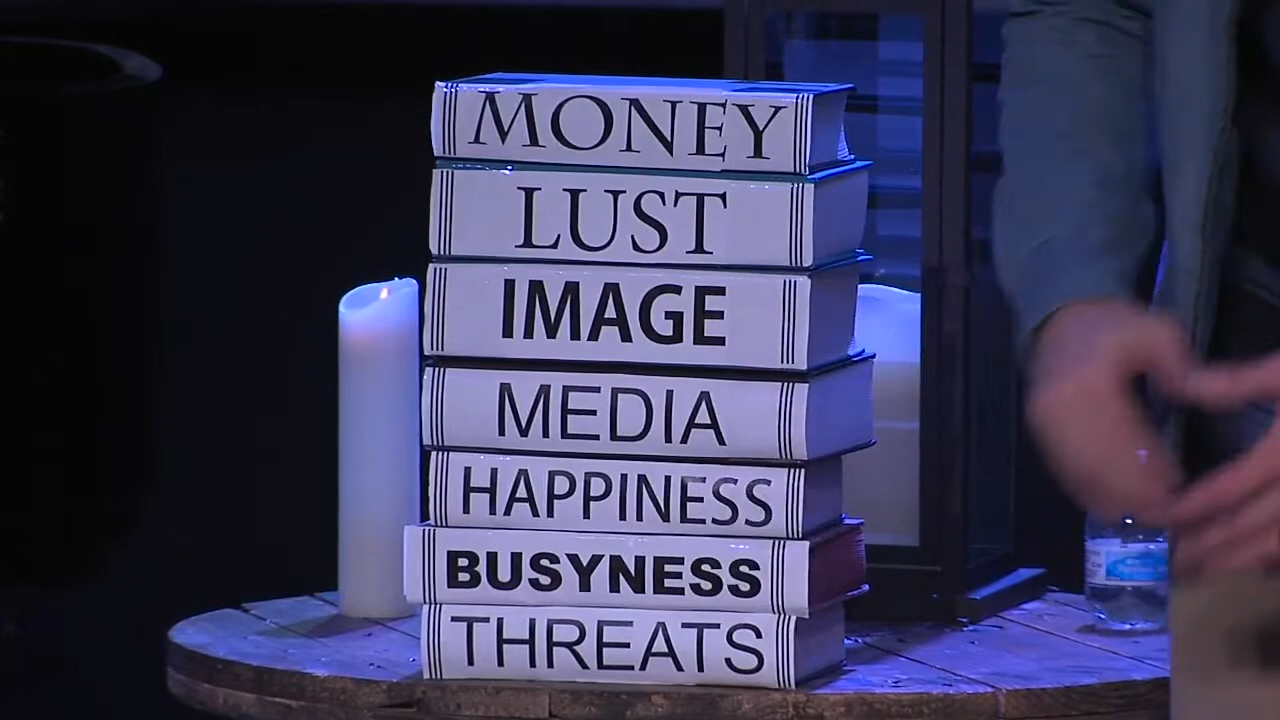 MONEY
LUST
IMAGE
MEDIA
HAPPINESS
BUSYNESS
THREATS